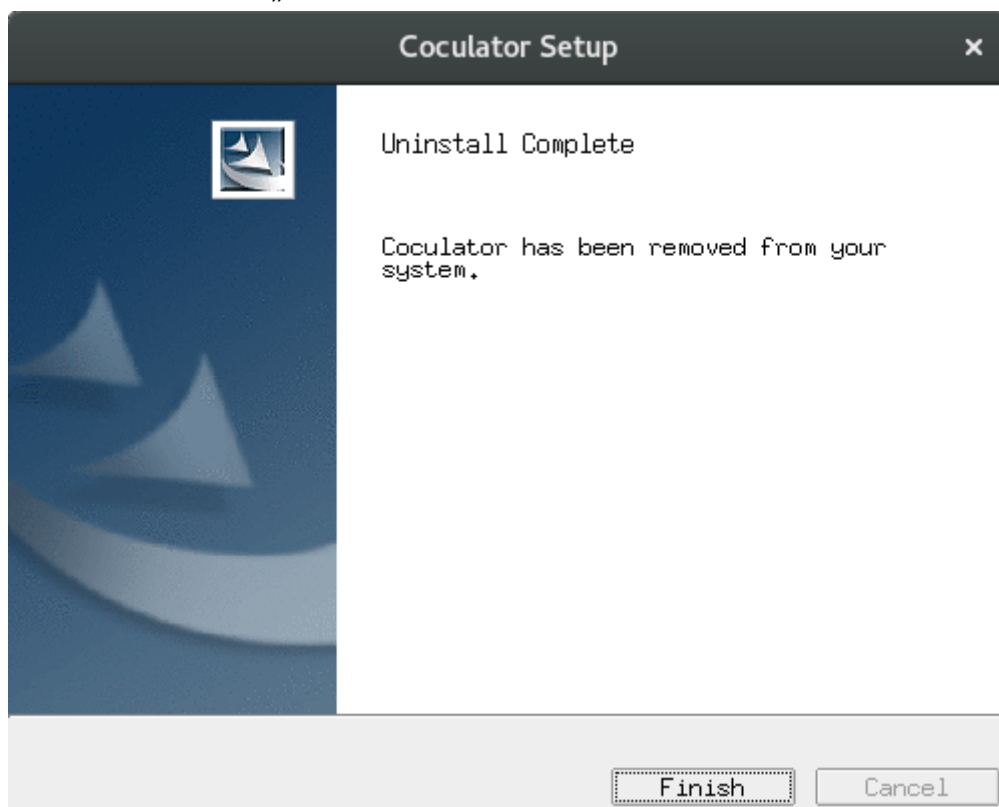 Coculator Setup
Uninstall Complete
Coculator has been removed from your
system.
Finish
Cancel